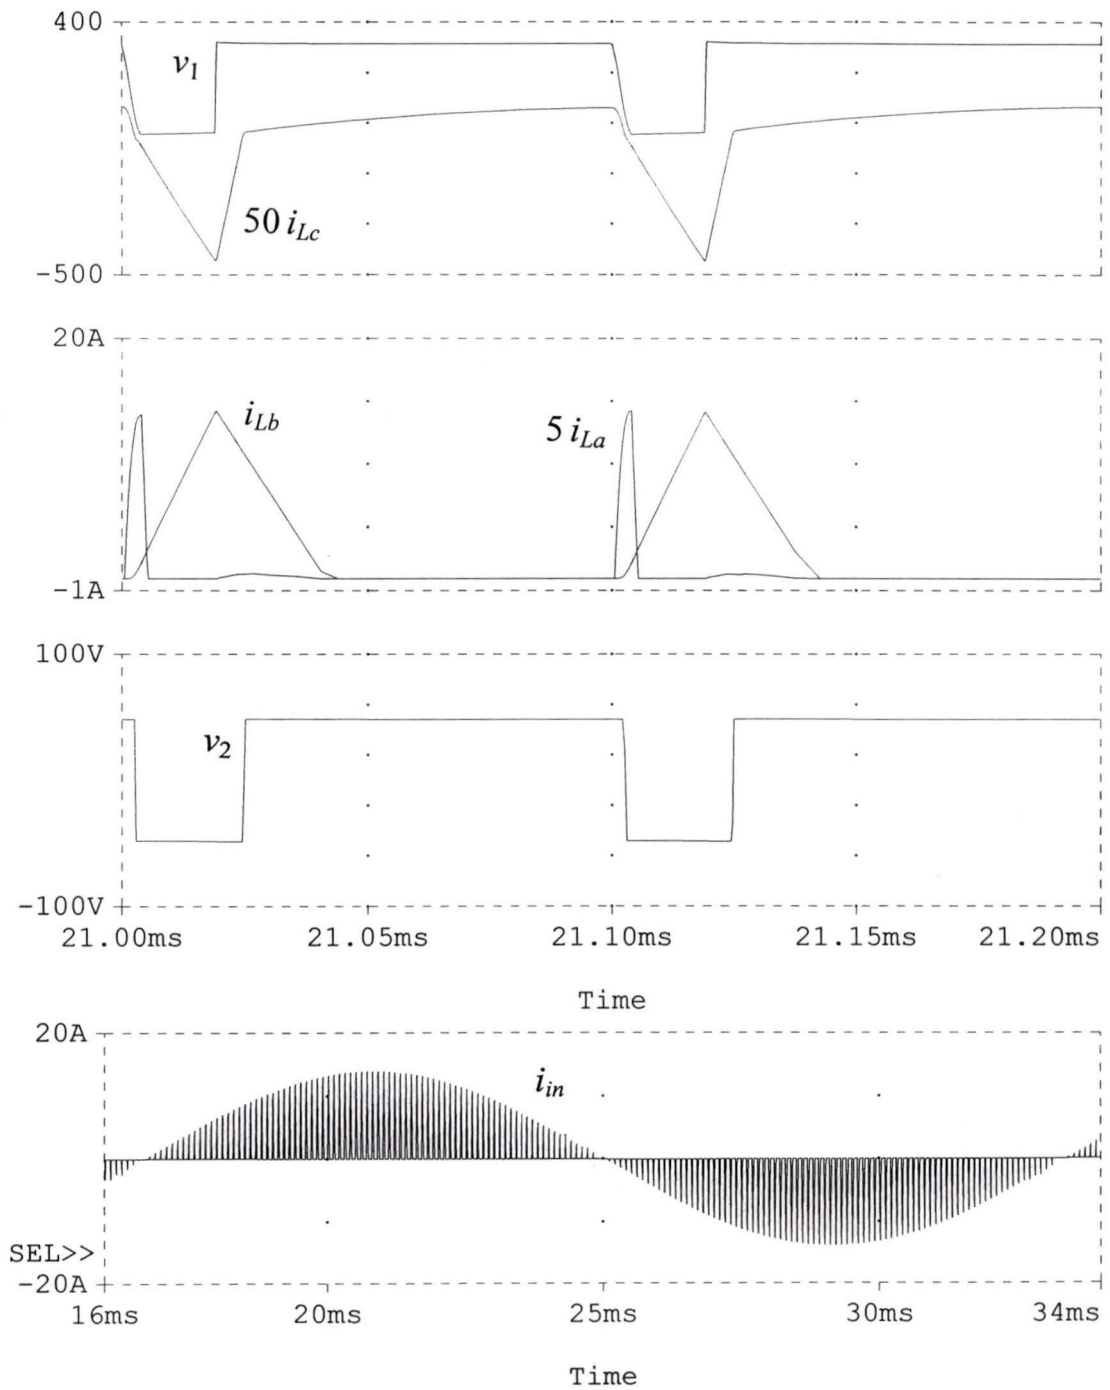 400
v1
50 iLc
-500
20A
iLb
5 iLa
-1A
100V
v2
-100V
21.00ms 21.05ms 21.10ms 21.15ms 21.20ms
Time
20A
iin
SEL>>
-20A
16ms 20ms 25ms 30ms 34ms
Time